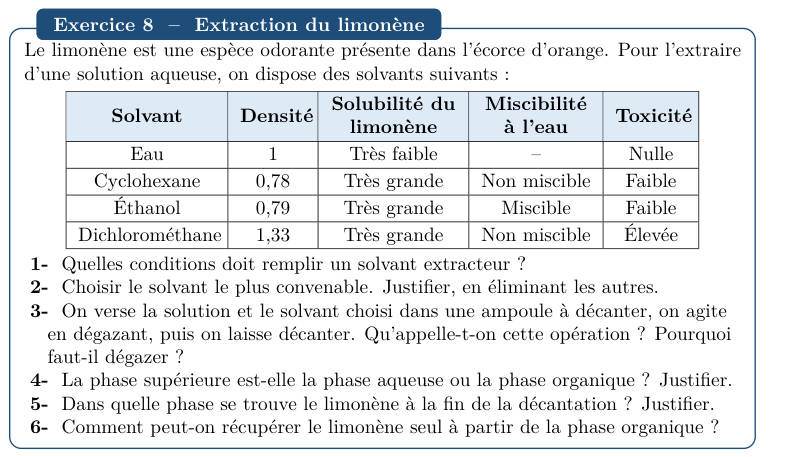 Exercice 8 – Extraction du limonène
Le limonène est une espèce odorante présente dans l'écorce d'orange. Pour l'extraire
d'une solution aqueuse, on dispose des solvants suivants :
Solvant Densité Solubilité du limonène Miscibilité à l'eau Toxicité
Eau 1 Très faible – Nulle
Cyclohexane 0,78 Très grande Non miscible Faible
Éthanol 0,79 Très grande Miscible Faible
Dichlorométhane 1,33 Très grande Non miscible Élevée
1- Quelles conditions doit remplir un solvant extracteur ?
2- Choisir le solvant le plus convenable. Justifier, en éliminant les autres.
3- On verse la solution et le solvant choisi dans une ampoule à décanter, on agite
en dégazant, puis on laisse décanter. Qu'appelle-t-on cette opération ? Pourquoi
faut-il dégazer ?
4- La phase supérieure est-elle la phase aqueuse ou la phase organique ? Justifier.
5- Dans quelle phase se trouve le limonène à la fin de la décantation ? Justifier.
6- Comment peut-on récupérer le limonène seul à partir de la phase organique ?